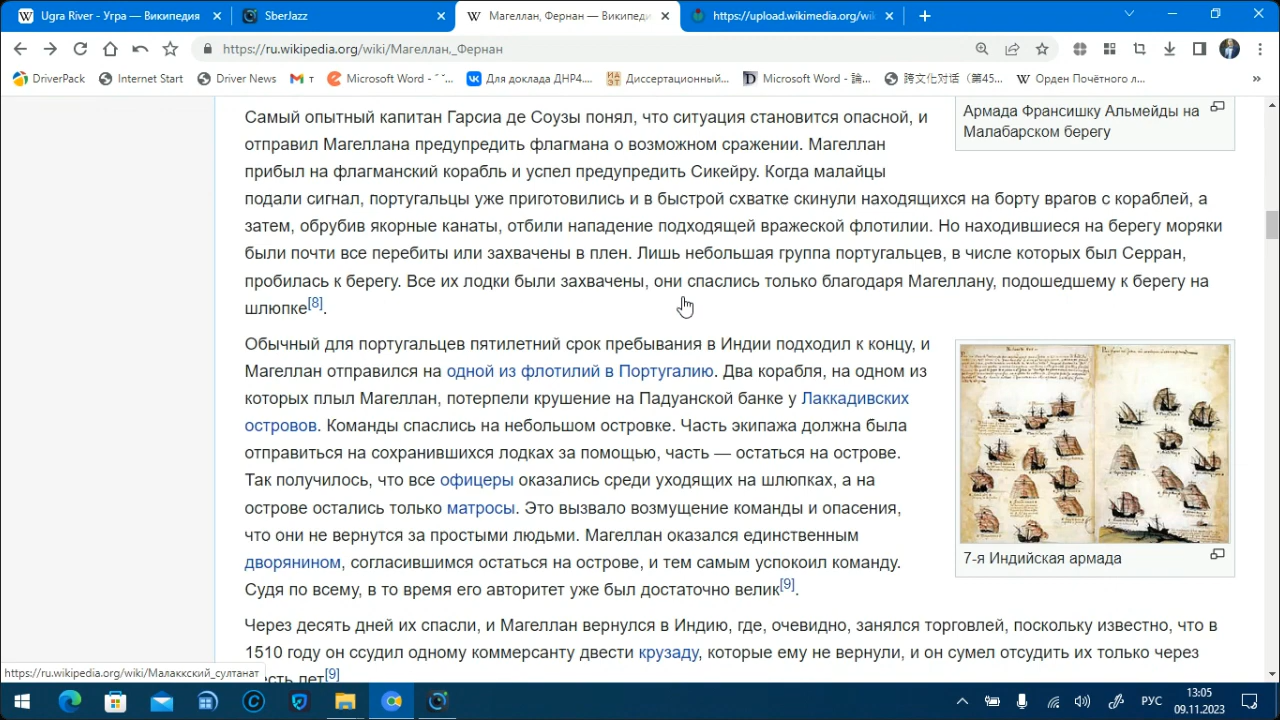 Ugra River - Угра — Википедия
SberJazz
Магеллан, Фернан — Википеди
https://upload.wikimedia.org/wi
https://ru.wikipedia.org/wiki/Магеллан,_Фернан
DriverPack
Internet Start
Driver News
т
Microsoft Word - ˆ ˘...
Для доклада ДНР4....
Диссертационный...
Microsoft Word - 論...
跨文化对话（第45...
Орден Почётного л...
»
Самый опытный капитан Гарсиа де Соузы понял, что ситуация становится опасной, и
отправил Магеллана предупредить флагмана о возможном сражении. Магеллан
прибыл на флагманский корабль и успел предупредить Сикейру. Когда малайцы
подали сигнал, португальцы уже приготовились и в быстрой схватке скинули находящихся на борту врагов с кораблей, а
затем, обрубив якорные канаты, отбили нападение подходящей вражеской флотилии. Но находившиеся на берегу моряки
были почти все перебиты или захвачены в плен. Лишь небольшая группа португальцев, в числе которых был Серран,
пробилась к берегу. Все их лодки были захвачены, они спаслись только благодаря Магеллану, подошедшему к берегу на
шлюпке[8].
Армада Франсишку Альмейды на
Малабарском берегу
Обычный для португальцев пятилетний срок пребывания в Индии подходил к концу, и
Магеллан отправился на одной из флотилий в Португалию. Два корабля, на одном из
которых плыл Магеллан, потерпели крушение на Падуанской банке у Лаккадивских
островов. Команды спаслись на небольшом островке. Часть экипажа должна была
отправиться на сохранившихся лодках за помощью, часть — остаться на острове.
Так получилось, что все офицеры оказались среди уходящих на шлюпках, а на
острове остались только матросы. Это вызвало возмущение команды и опасения,
что они не вернутся за простыми людьми. Магеллан оказался единственным
дворянином, согласившимся остаться на острове, и тем самым успокоил команду.
Судя по всему, в то время его авторитет уже был достаточно велик[9].
7-я Индийская армада
Через десять дней их спасли, и Магеллан вернулся в Индию, где, очевидно, занялся торговлей, поскольку известно, что в
1510 году он ссудил одному коммерсанту двести крузаду, которые ему не вернули, и он сумел отсудить их только через
есть лет[9]
https://ru.wikipedia.org/wiki/Малаккский_султанат
РУС
13:05
09.11.2023